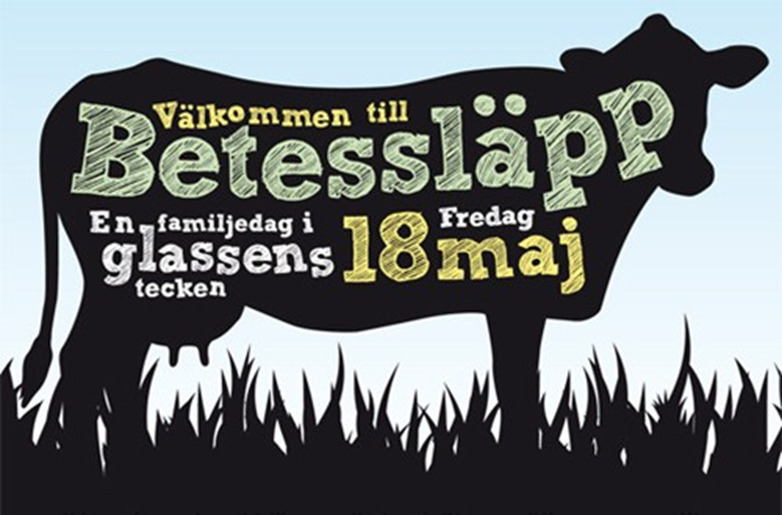 Välkommen till
Betessläpp
En familjedag i
glassens
tecken
Fredag
18 maj